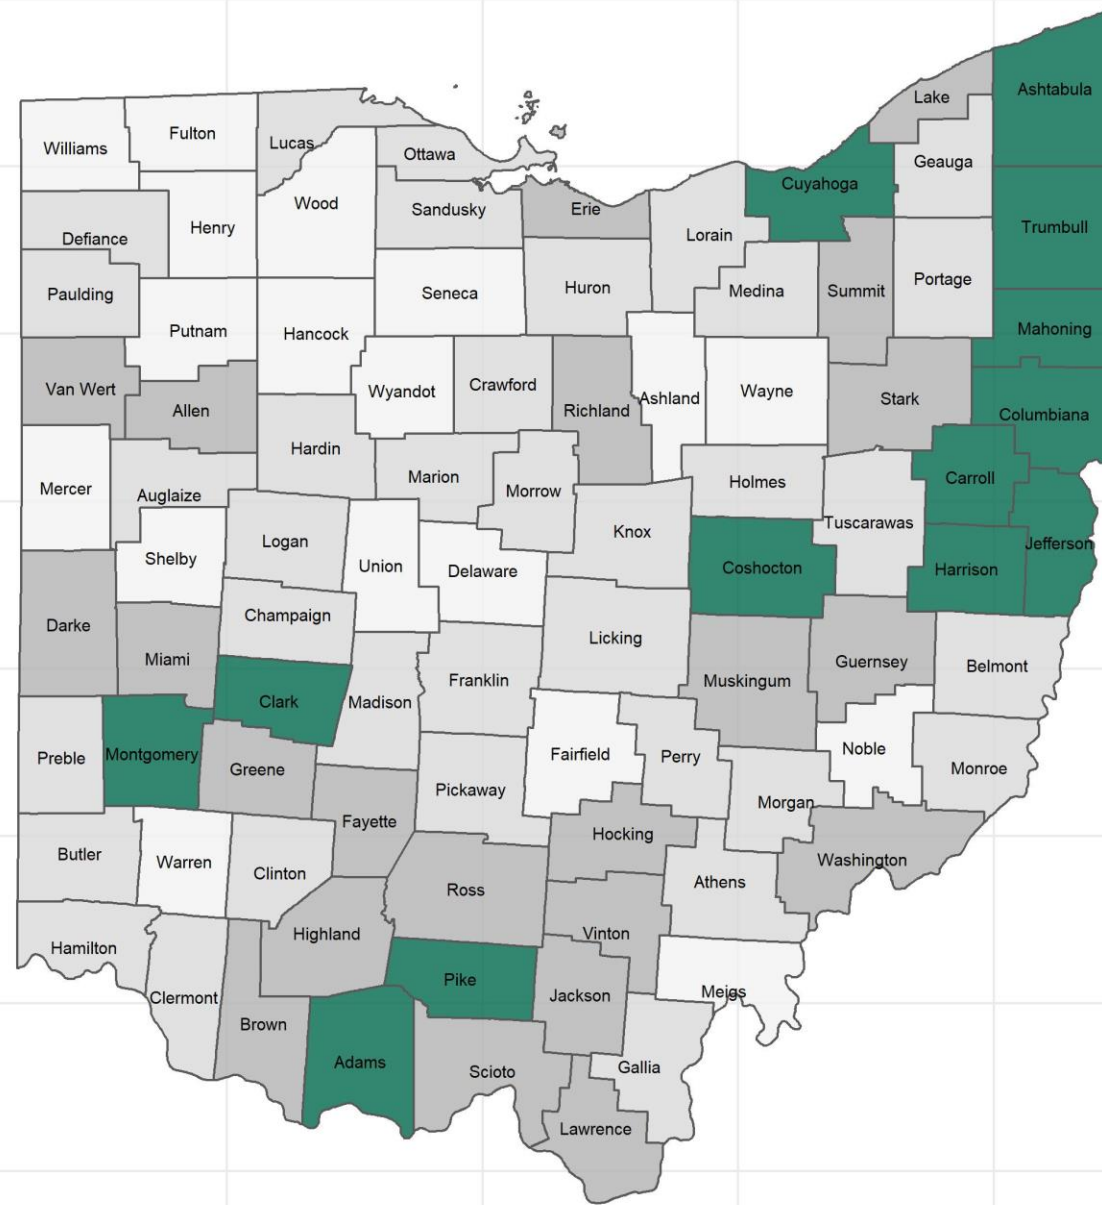 Ashtabula
Lake
Fulton
Lucas
Williams
Ottawa
Geauga
Cuyahoga
Wood
Sandusky
Erie
Henry
Trumbull
Lorain
Defiance
Portage
Huron
Medina
Summit
Seneca
Paulding
Mahoning
Putnam
Hancock
Crawford
Van Wert
Wyandot
Wayne
Ashland
Stark
Allen
Richland
Columbiana
Hardin
Marion
Carroll
Holmes
Mercer
Morrow
Auglaize
Tuscarawas
Knox
Logan
Jefferson
Shelby
Union
Coshocton
Harrison
Delaware
Champaign
Darke
Licking
Miami
Guernsey
Belmont
Franklin
Muskingum
Clark
Madison
Noble
Montgomery
Fairfield
Perry
Preble
Greene
Monroe
Pickaway
Morgan
Fayette
Hocking
Butler
Washington
Warren
Clinton
Athens
Ross
Highland
Vinton
Hamilton
Pike
Meigs
Jackson
Clermont
Brown
Adams
Gallia
Scioto
Lawrence